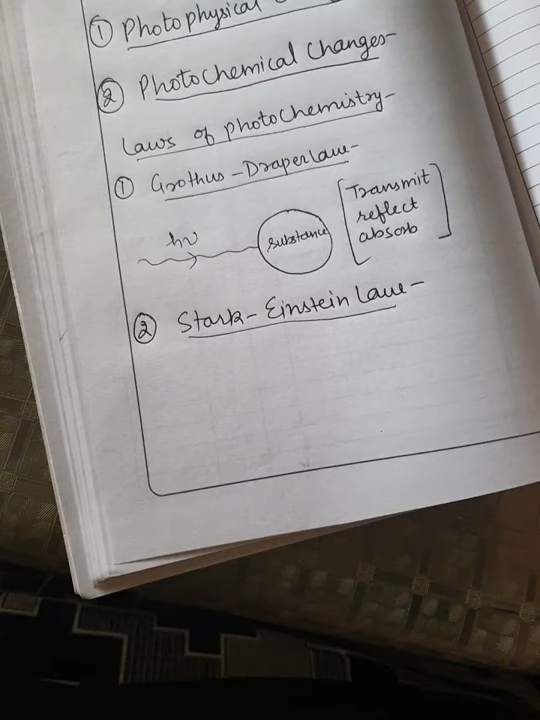 ① Photophysical
② Photochemical Changes-
Laws of photochemistry-
① Grothus-Draper law-
hν
substance
Transmit
reflect
absorb
② Stark-Einstein Law-